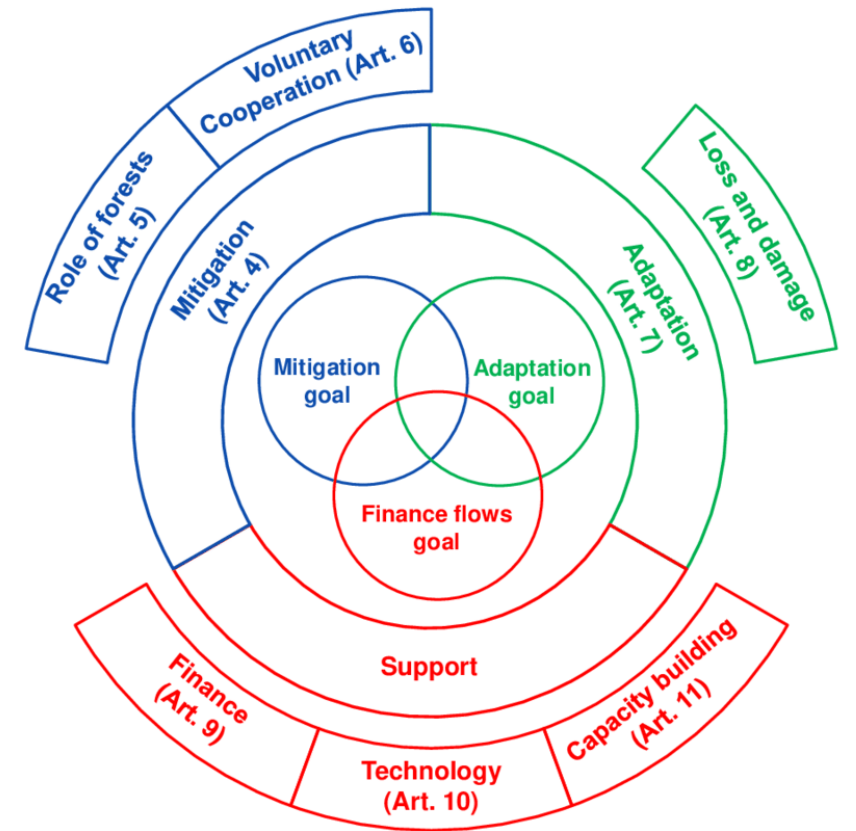 Voluntary
Cooperation (Art. 6)
Role of forests
(Art. 5)
Mitigation
(Art. 4)
Loss and damage
(Art. 8)
Adaptation
(Art. 7)
Mitigation
goal
Adaptation
goal
Finance flows
goal
Support
Finance
(Art. 9)
Technology
(Art. 10)
Capacity building
(Art. 11)